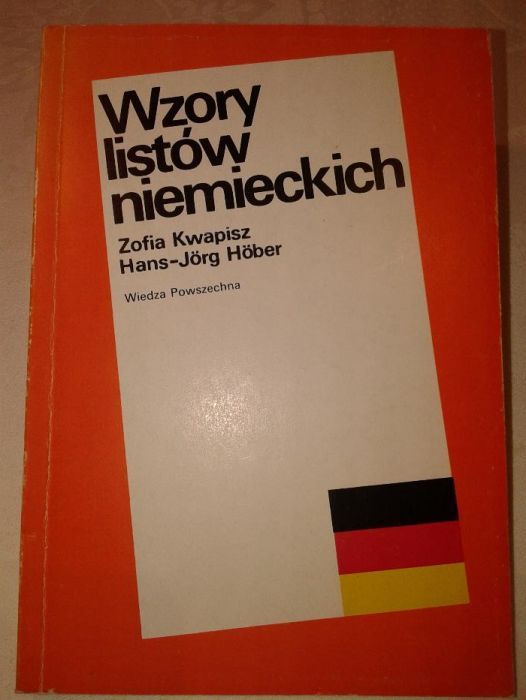 Wzory
listów
niemieckich
Zofia Kwapisz
Hans-Jörg Höber
Wiedza Powszechna